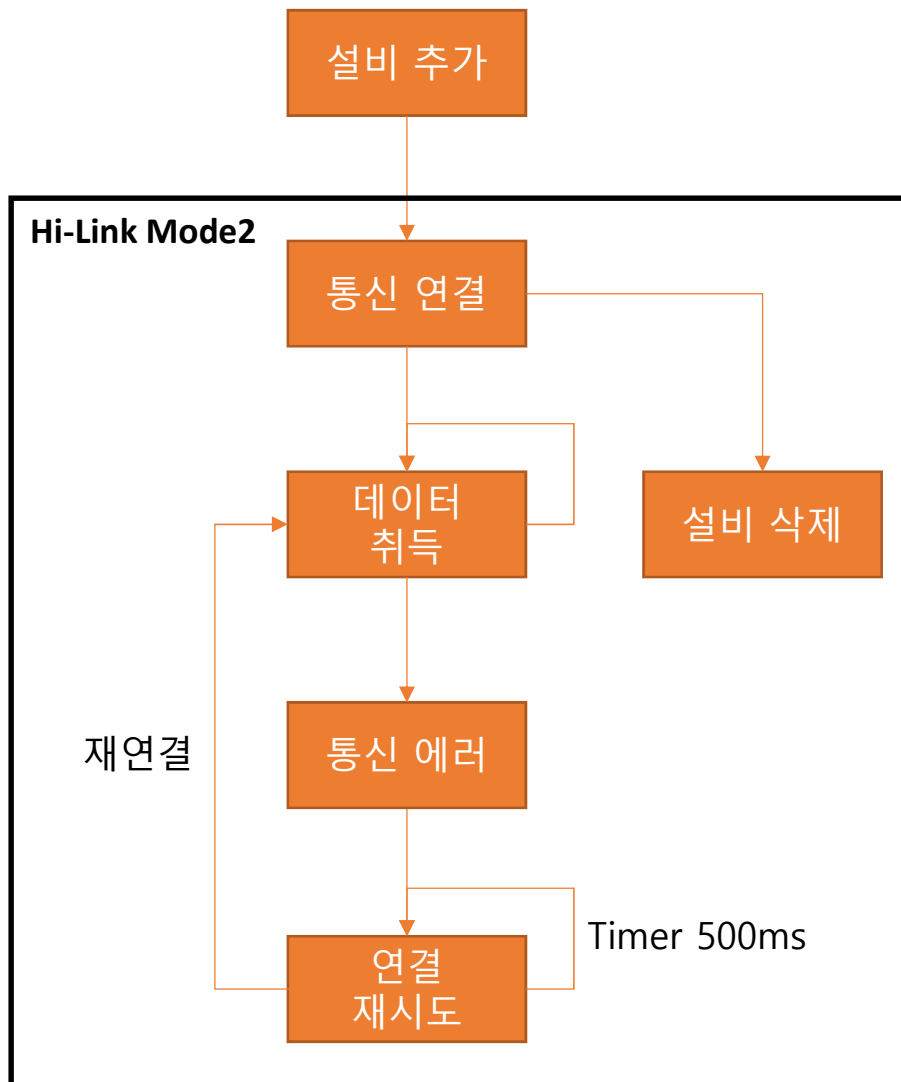 설비 추가
Hi-Link Mode2
통신 연결
데이터
취득
설비 삭제
통신 에러
재연결
연결
재시도
Timer 500ms